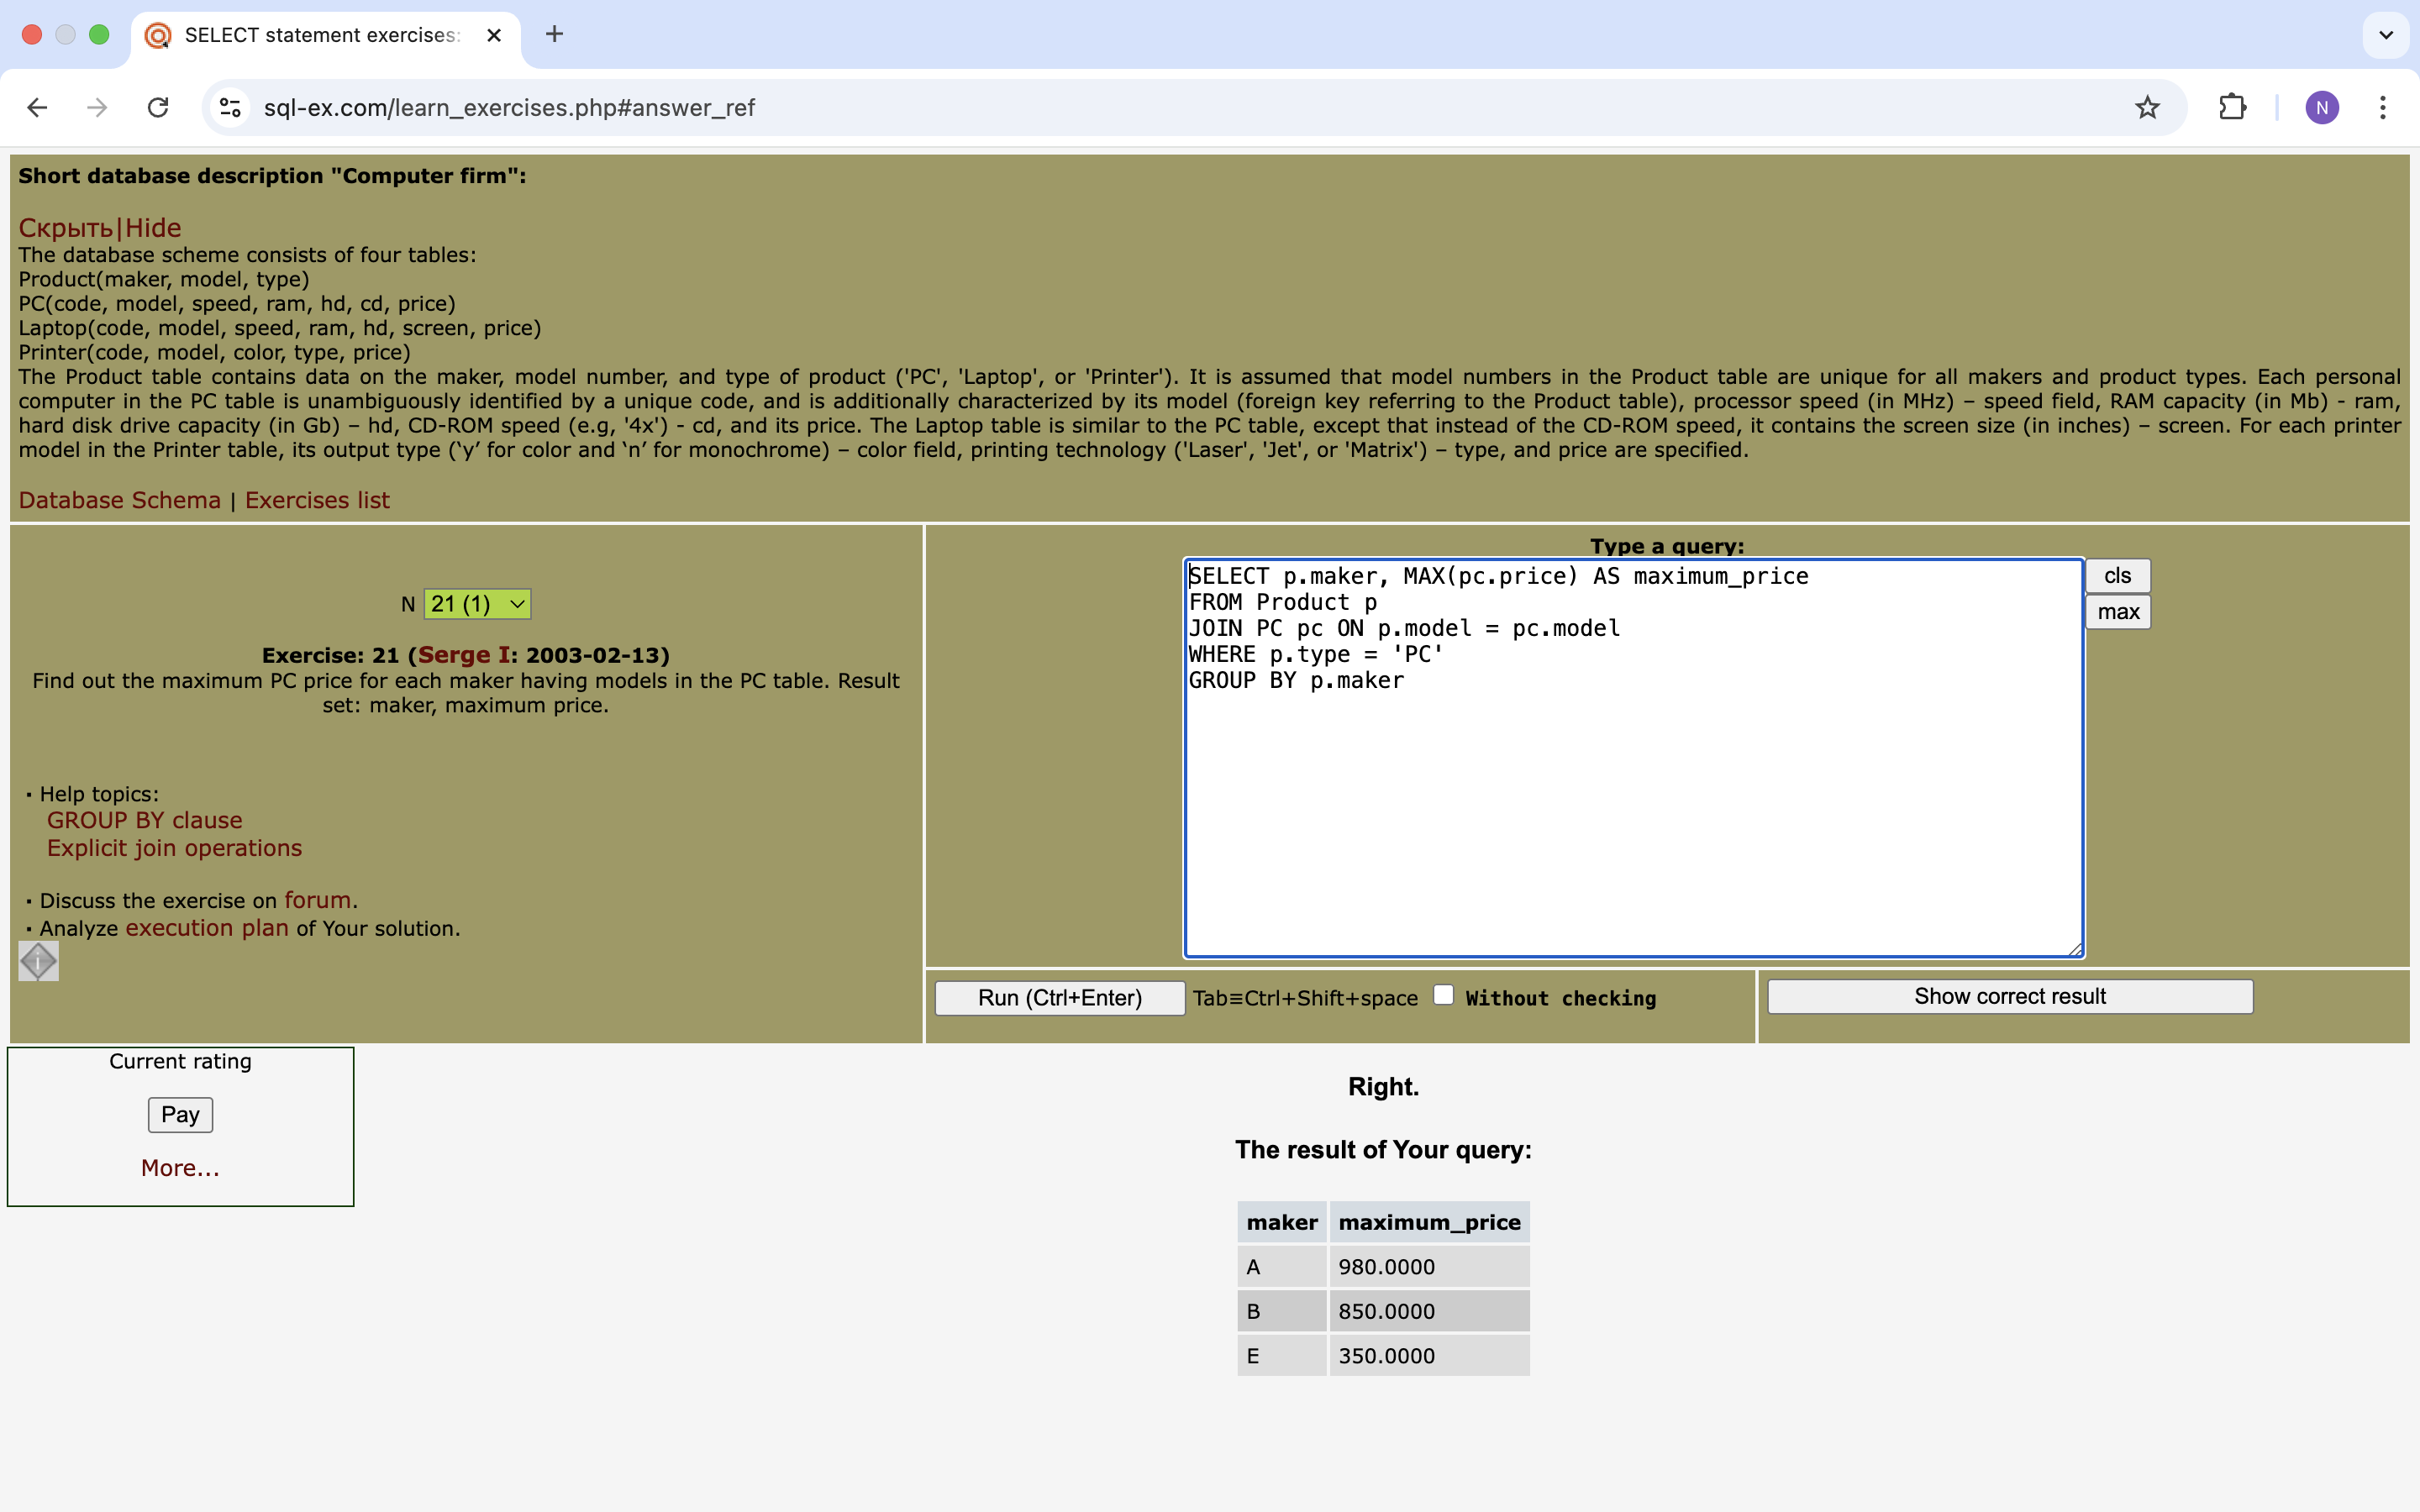 SELECT statement exercises:
sql-ex.com/learn_exercises.php#answer_ref
N
Short database description "Computer firm":
Скрыть|Hide
The database scheme consists of four tables:
Product(maker, model, type)
PC(code, model, speed, ram, hd, cd, price)
Laptop(code, model, speed, ram, hd, screen, price)
Printer(code, model, color, type, price)
The Product table contains data on the maker, model number, and type of product ('PC', 'Laptop', or 'Printer'). It is assumed that model numbers in the Product table are unique for all makers and product types. Each personal
computer in the PC table is unambiguously identified by a unique code, and is additionally characterized by its model (foreign key referring to the Product table), processor speed (in MHz) – speed field, RAM capacity (in Mb) - ram,
hard disk drive capacity (in Gb) – hd, CD-ROM speed (e.g, '4x') - cd, and its price. The Laptop table is similar to the PC table, except that instead of the CD-ROM speed, it contains the screen size (in inches) – screen. For each printer
model in the Printer table, its output type (‘y’ for color and ‘n’ for monochrome) – color field, printing technology ('Laser', 'Jet', or 'Matrix') – type, and price are specified.
Database Schema | Exercises list
N 21 (1)
Exercise: 21 (Serge I: 2003-02-13)
Find out the maximum PC price for each maker having models in the PC table. Result
set: maker, maximum price.
▪ Help topics:
GROUP BY clause
Explicit join operations
▪ Discuss the exercise on forum.
▪ Analyze execution plan of Your solution.
i
Type a query:
SELECT p.maker, MAX(pc.price) AS maximum_price
FROM Product p
JOIN PC pc ON p.model = pc.model
WHERE p.type = 'PC'
GROUP BY p.maker
cls
max
Run (Ctrl+Enter) Tab≡Ctrl+Shift+space Without checking
Show correct result
Current rating
Pay
More...
Right.
The result of Your query:
maker maximum_price
A 980.0000
B 850.0000
E 350.0000